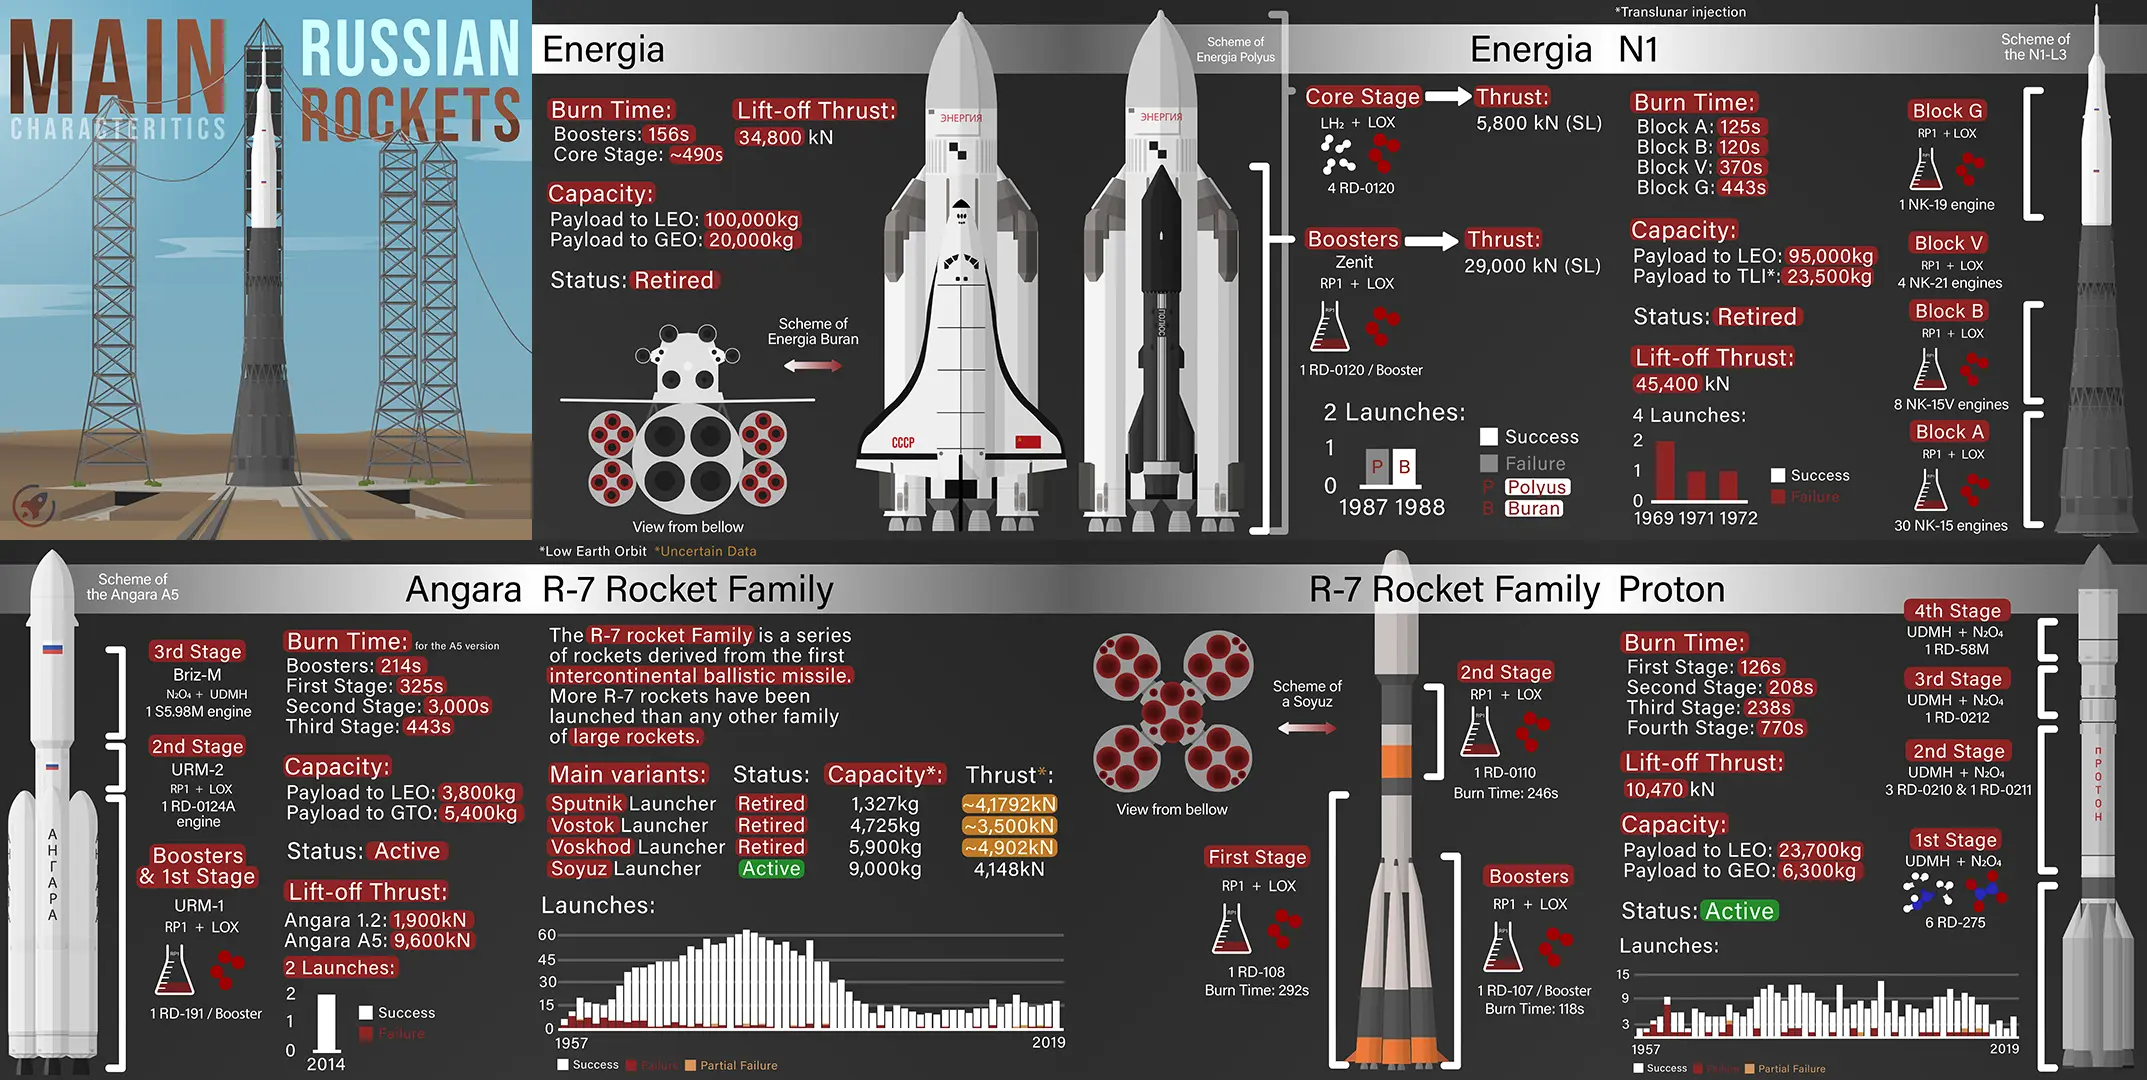 MAIN
CHARACTERITICS
RUSSIAN
ROCKETS
Energia
Burn Time:
Boosters: 156s
Core Stage: ~490s
Lift-off Thrust:
34,800 kN
Capacity:
Payload to LEO: 100,000kg
Payload to GEO: 20,000kg
Status: Retired
Scheme of
Energia Buran
View from bellow
ЭНЕРГИЯ
СССР
ЭНЕРГИЯ
ПОЛЮС
Scheme of
Energia Polyus
Energia
Core Stage
LH₂ + LOX
4 RD-0120
Thrust:
5,800 kN (SL)
Boosters
Zenit
RP1 + LOX
RP1
1 RD-0120 / Booster
Thrust:
29,000 kN (SL)
2 Launches:
1
0
P
B
1987 1988
Success
Failure
P Polyus
B Buran
*Translunar injection
N1
Scheme of
the N1-L3
Burn Time:
Block A: 125s
Block B: 120s
Block V: 370s
Block G: 443s
Capacity:
Payload to LEO: 95,000kg
Payload to TLI*: 23,500kg
Status: Retired
Lift-off Thrust:
45,400 kN
4 Launches:
2
1
0
1969 1971 1972
Success
Failure
Block G
RP1 + LOX
RP1
1 NK-19 engine
Block V
RP1 + LOX
4 NK-21 engines
Block B
RP1 + LOX
RP1
8 NK-15V engines
Block A
RP1 + LOX
RP1
30 NK-15 engines
Scheme of
the Angara A5
Angara
3rd Stage
Briz-M
N₂O₄ + UDMH
1 S5.98M engine
2nd Stage
URM-2
RP1 + LOX
1 RD-0124A
engine
Boosters
& 1st Stage
URM-1
RP1 + LOX
RP1
1 RD-191 / Booster
АНГАРА
Burn Time: for the A5 version
Boosters: 214s
First Stage: 325s
Second Stage: 3,000s
Third Stage: 443s
Capacity:
Payload to LEO: 3,800kg
Payload to GTO: 5,400kg
Status: Active
Lift-off Thrust:
Angara 1.2: 1,900kN
Angara A5: 9,600kN
2 Launches:
2
1
0
2014
Success
Failure
*Low Earth Orbit *Uncertain Data
R-7 Rocket Family
The R-7 rocket Family is a series
of rockets derived from the first
intercontinental ballistic missile.
More R-7 rockets have been
launched than any other family
of large rockets.
Main variants: Status: Capacity*: Thrust*:
Sputnik Launcher Retired 1,327kg ~4,1792kN
Vostok Launcher Retired 4,725kg ~3,500kN
Voskhod Launcher Retired 5,900kg ~4,902kN
Soyuz Launcher Active 9,000kg 4,148kN
Launches:
60
45
30
15
0
1957
2019
Success Failure Partial Failure
R-7 Rocket Family
Scheme of
a Soyuz
View from bellow
2nd Stage
RP1 + LOX
RP1
1 RD-0110
Burn Time: 246s
First Stage
RP1 + LOX
RP1
1 RD-108
Burn Time: 292s
Boosters
RP1 + LOX
RP1
1 RD-107 / Booster
Burn Time: 118s
Proton
Burn Time:
First Stage: 126s
Second Stage: 208s
Third Stage: 238s
Fourth Stage: 770s
Lift-off Thrust:
10,470 kN
Capacity:
Payload to LEO: 23,700kg
Payload to GEO: 6,300kg
Status: Active
Launches:
15
9
3
1957
2019
Success Failure Partial Failure
4th Stage
UDMH + N₂O₄
1 RD-58M
3rd Stage
UDMH + N₂O₄
1 RD-0212
2nd Stage
UDMH + N₂O₄
3 RD-0210 & 1 RD-0211
1st Stage
UDMH + N₂O₄
6 RD-275
ПРОТОН